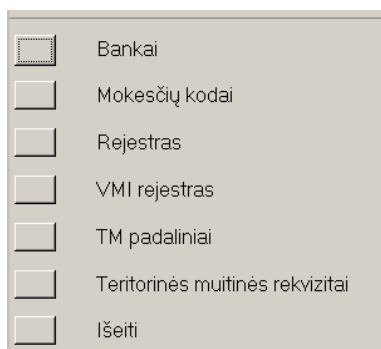 Bankai
Mokesčių kodai
Rejestras
VMI rejestras
TM padaliniai
Teritorinės muitinės rekvizitai
Išeiti